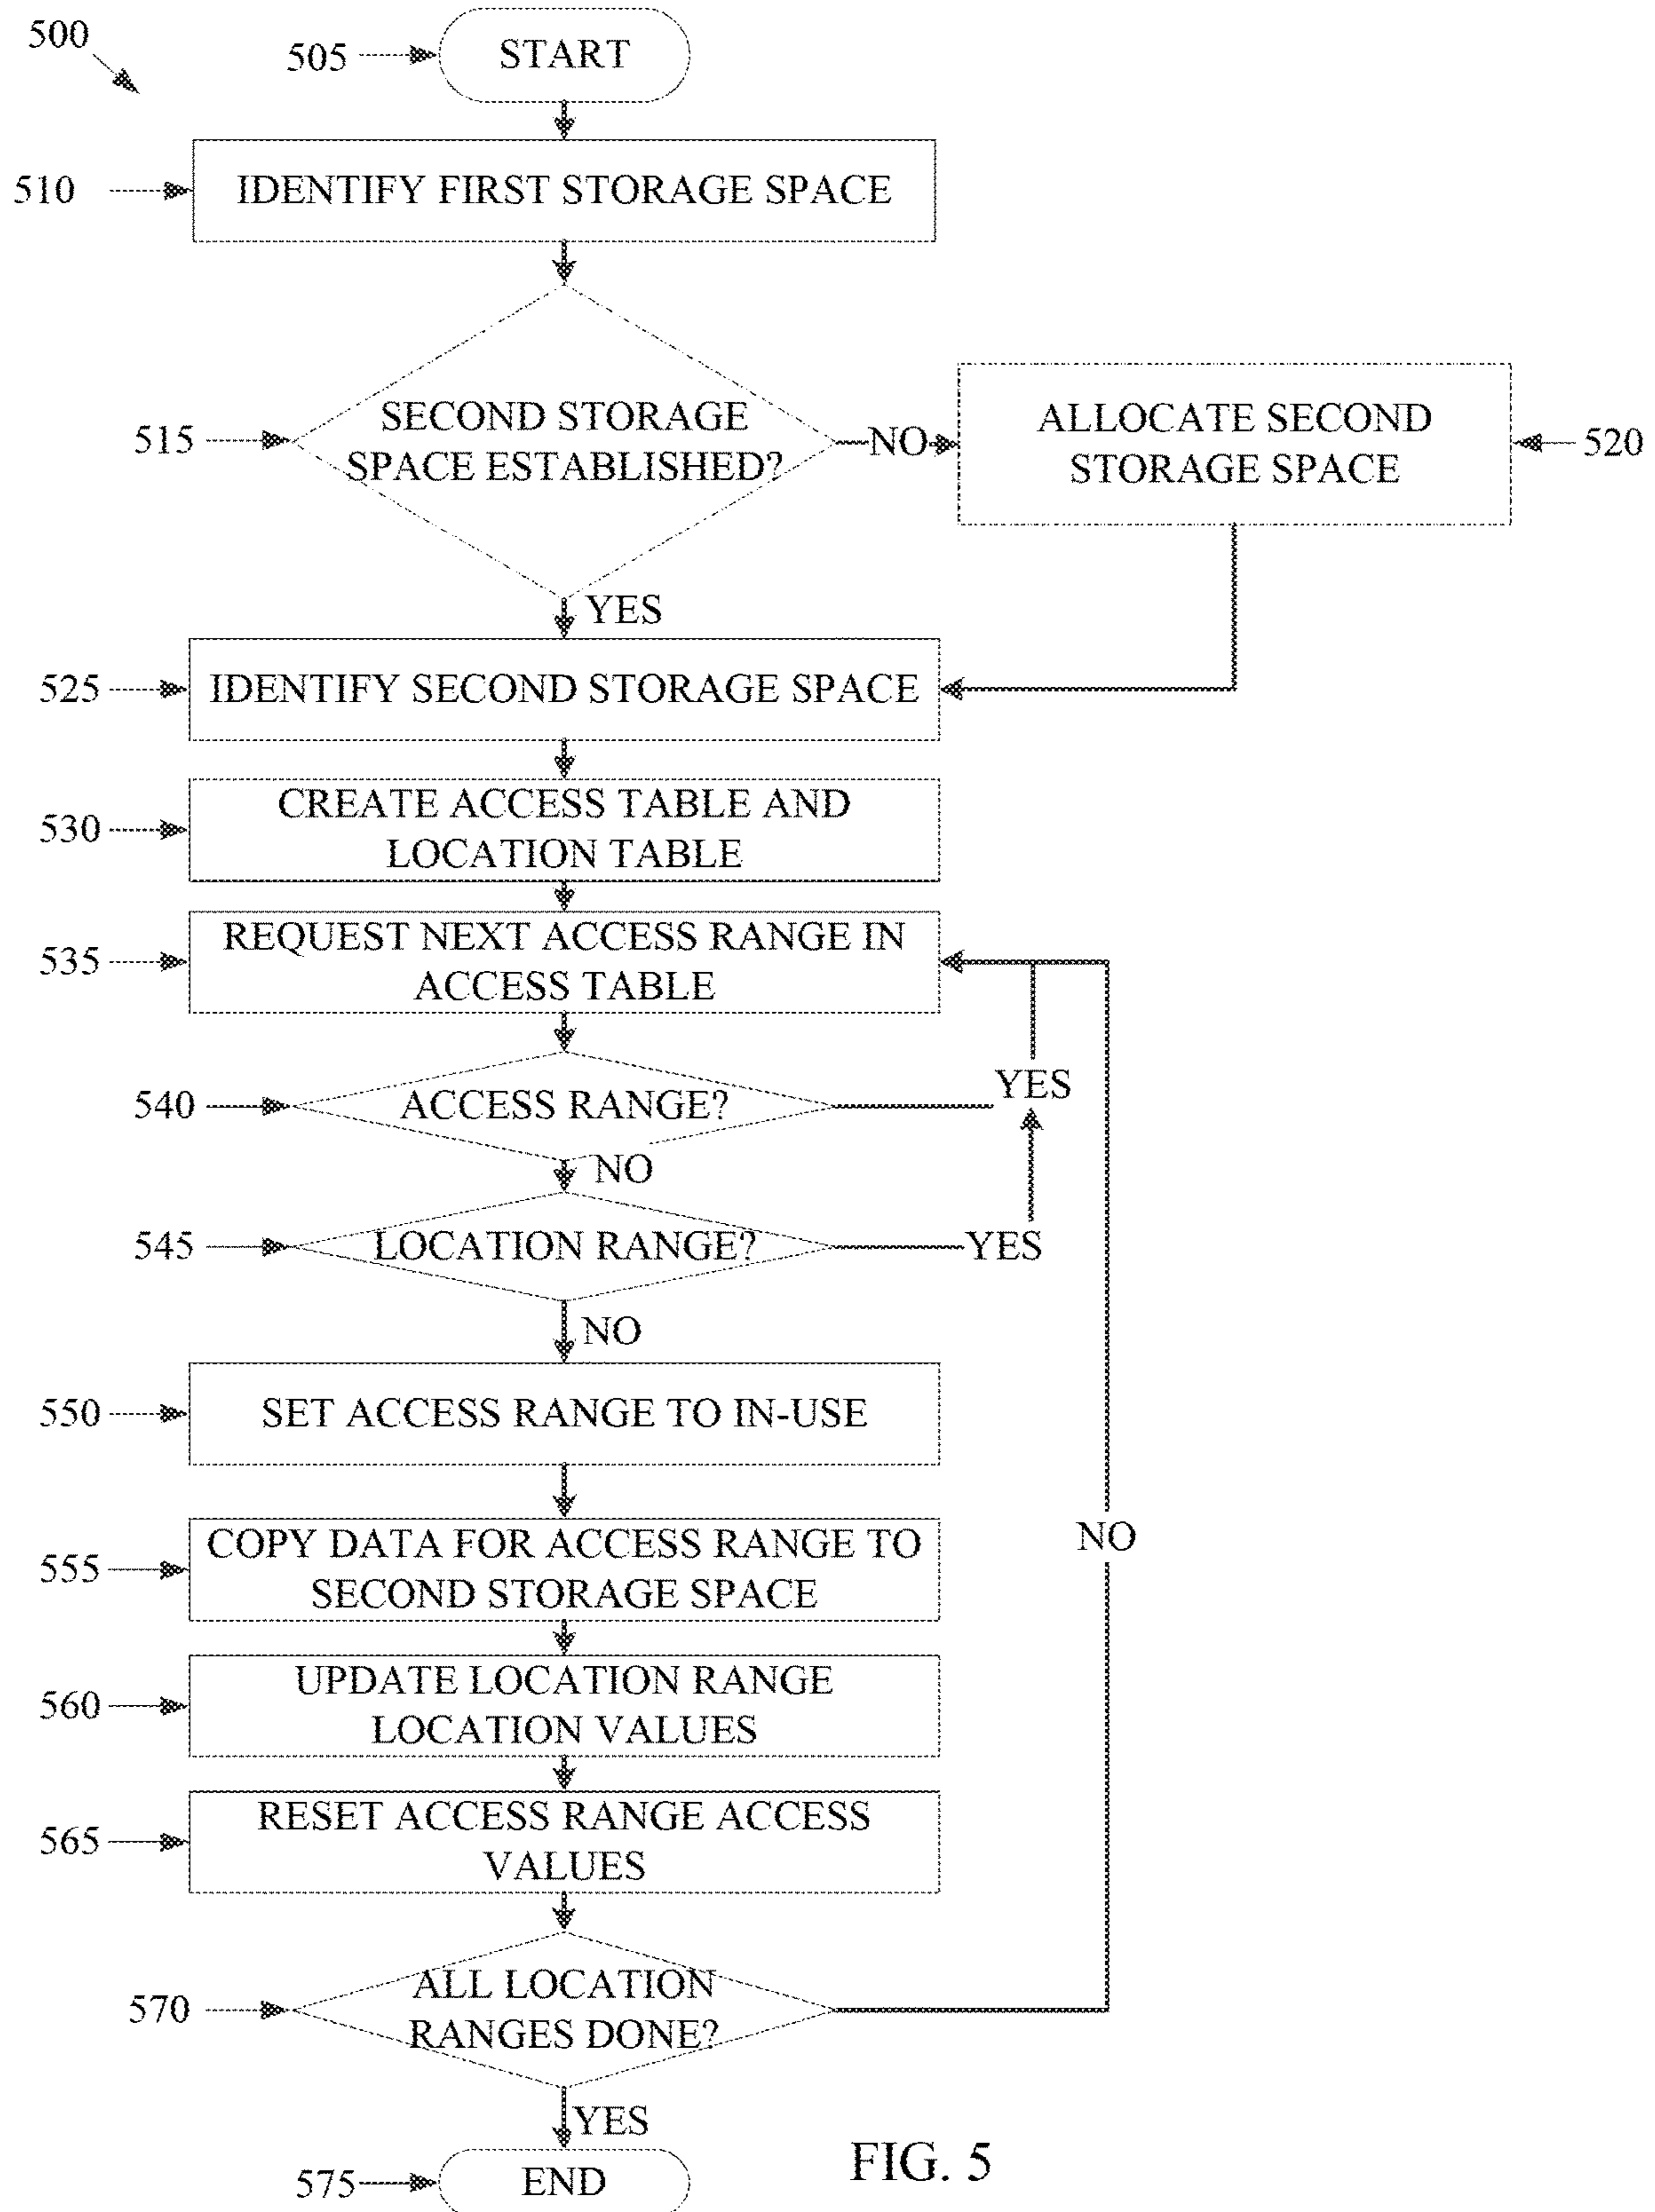 500
505
START
510
IDENTIFY FIRST STORAGE SPACE
515
SECOND STORAGE
SPACE ESTABLISHED?
NO
ALLOCATE SECOND
STORAGE SPACE
520
YES
525
IDENTIFY SECOND STORAGE SPACE
530
CREATE ACCESS TABLE AND
LOCATION TABLE
535
REQUEST NEXT ACCESS RANGE IN
ACCESS TABLE
540
ACCESS RANGE?
YES
NO
545
LOCATION RANGE?
YES
NO
550
SET ACCESS RANGE TO IN-USE
555
COPY DATA FOR ACCESS RANGE TO
SECOND STORAGE SPACE
NO
560
UPDATE LOCATION RANGE
LOCATION VALUES
565
RESET ACCESS RANGE ACCESS
VALUES
570
ALL LOCATION
RANGES DONE?
YES
575
END
FIG. 5